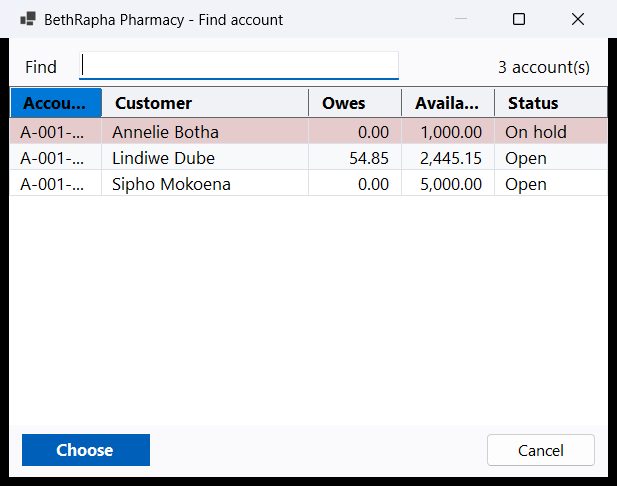 BethRapha Pharmacy - Find account
Find 3 account(s)
Accou... Customer Owes Availa... Status
A-001-... Annelie Botha 0.00 1,000.00 On hold
A-001-... Lindiwe Dube 54.85 2,445.15 Open
A-001-... Sipho Mokoena 0.00 5,000.00 Open
Choose Cancel